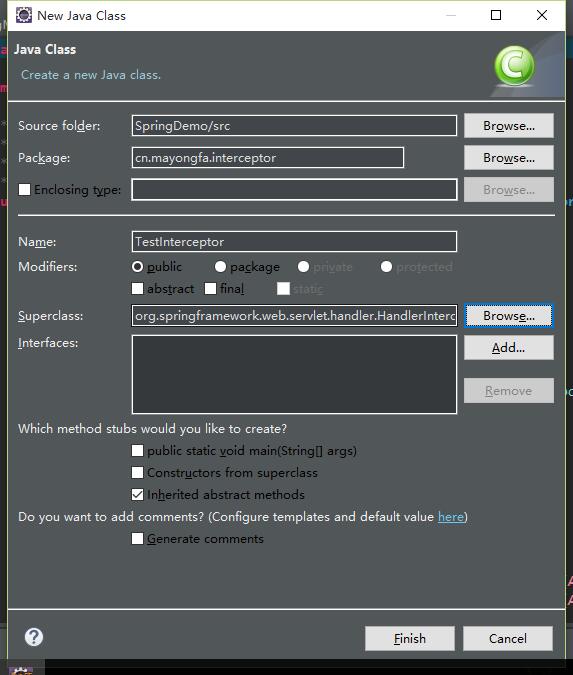 New Java Class
Java Class
Create a new Java class.
Source folder: SpringDemo/src Browse...
Package: cn.mayongfa.interceptor Browse...
Enclosing type: Browse...
Name: TestInterceptor
Modifiers: public package private protected
abstract final static
Superclass: org.springframework.web.servlet.handler.HandlerInterc Browse...
Interfaces: Add...
Remove
Which method stubs would you like to create?
public static void main(String[] args)
Constructors from superclass
Inherited abstract methods
Do you want to add comments? (Configure templates and default value here)
Generate comments
? Finish Cancel